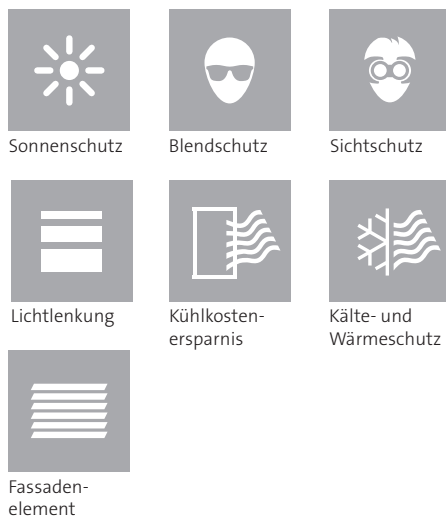 Sonnenschutz
Blendschutz
Sichtschutz
Lichtlenkung
Kühlkosten-
ersparnis
Kälte- und
Wärmeschutz
Fassaden-
element